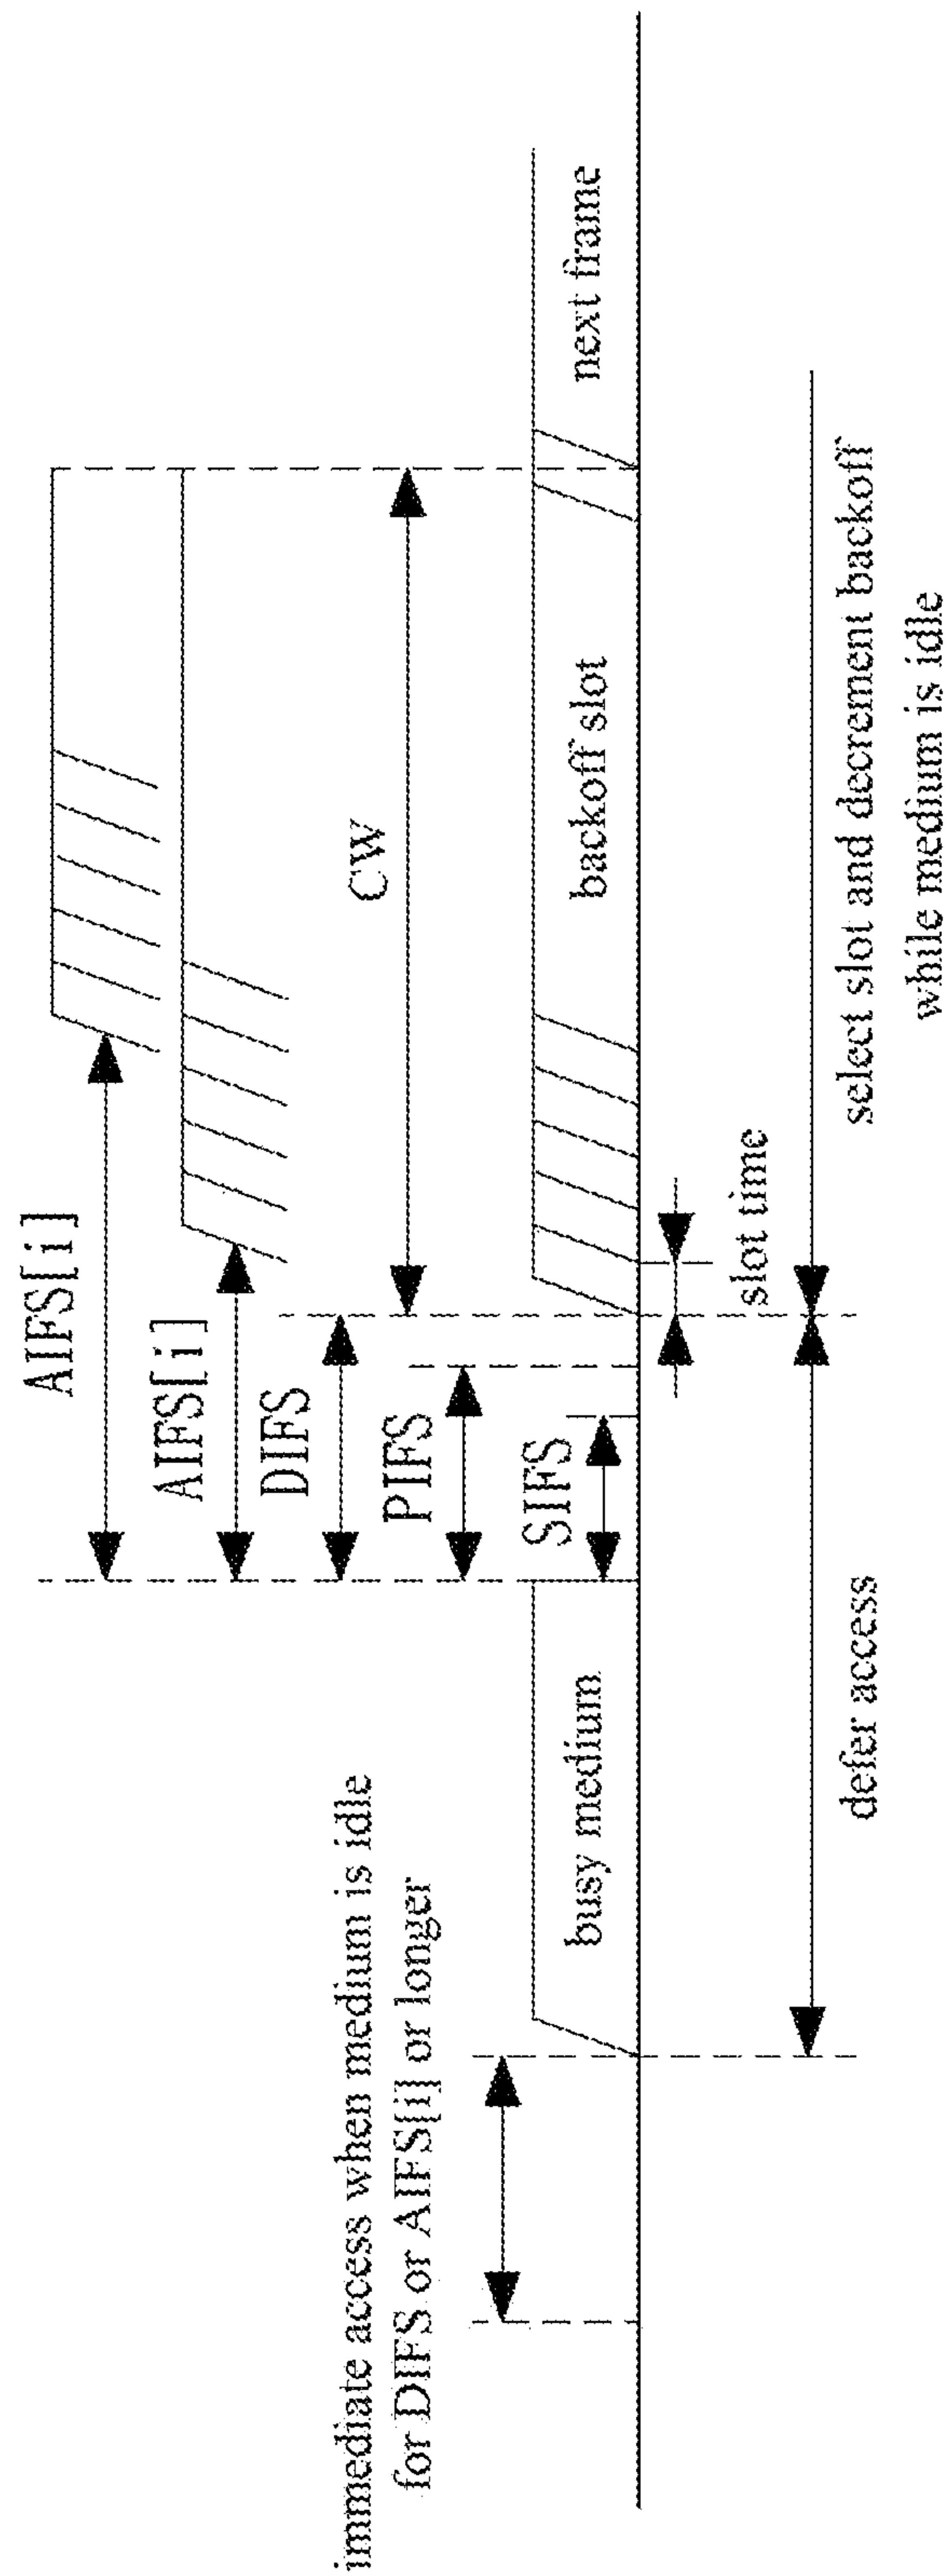 immediate access when medium is idle
for DIFS or AIFS[i] or longer
AIFS[i]
AIFS[i]
DIFS
PIFS
SIFS
CW
busy medium
backoff slot
next frame
slot time
defer access
select slot and decrement backoff
while medium is idle